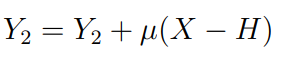 Y₂ = Y₂ + μ(X − H)